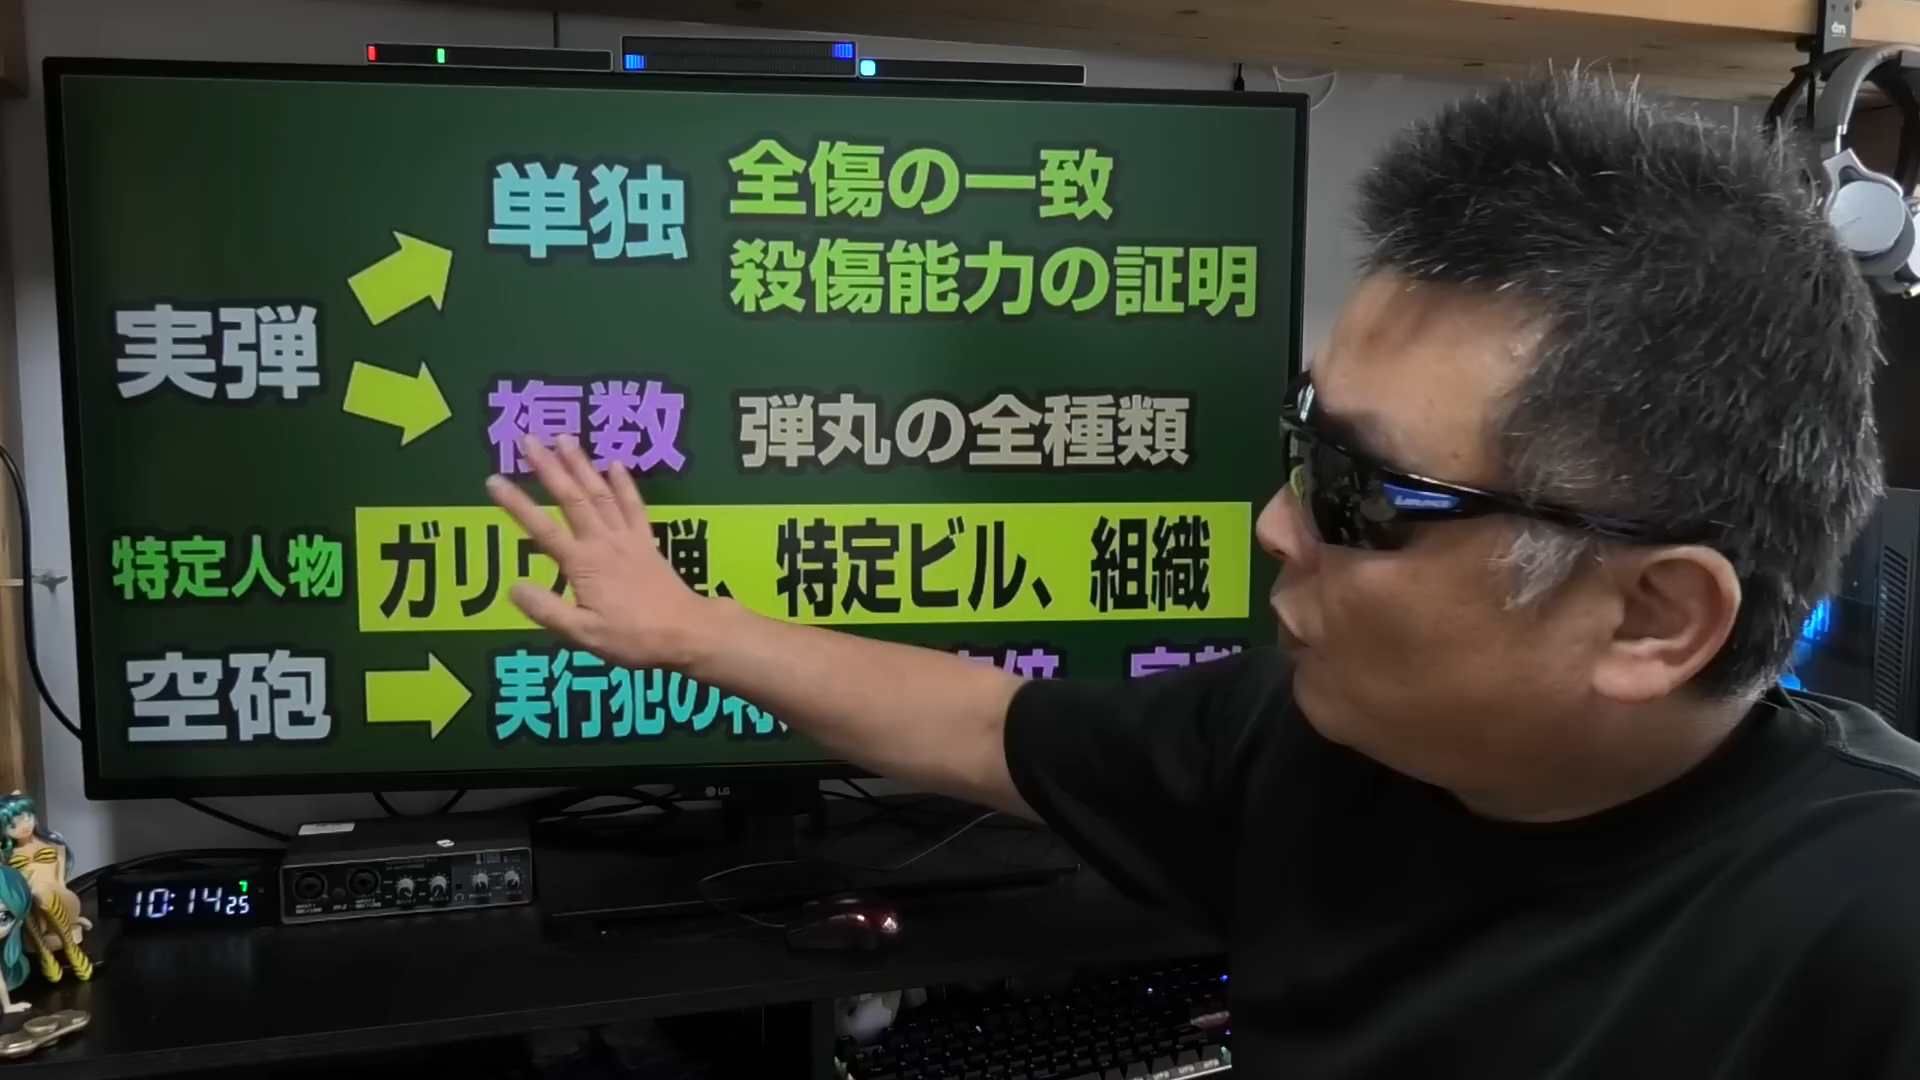 単独
全傷の一致
殺傷能力の証明
実弾
複数
弾丸の全種類
特定人物
ガリウ弾、特定ビル、組織
空砲
実行犯の特
LG
10:14 25
7